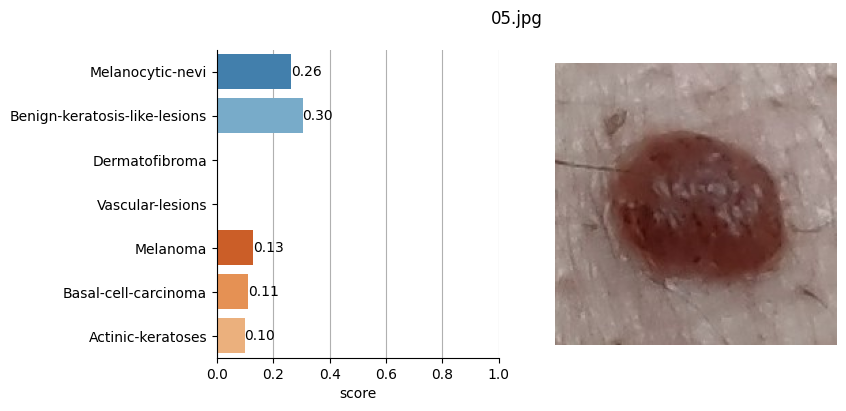 05.jpg
Melanocytic-nevi 0.26
Benign-keratosis-like-lesions 0.30
Dermatofibroma
Vascular-lesions
Melanoma 0.13
Basal-cell-carcinoma 0.11
Actinic-keratoses 0.10
0.0 0.2 0.4 0.6 0.8 1.0
score